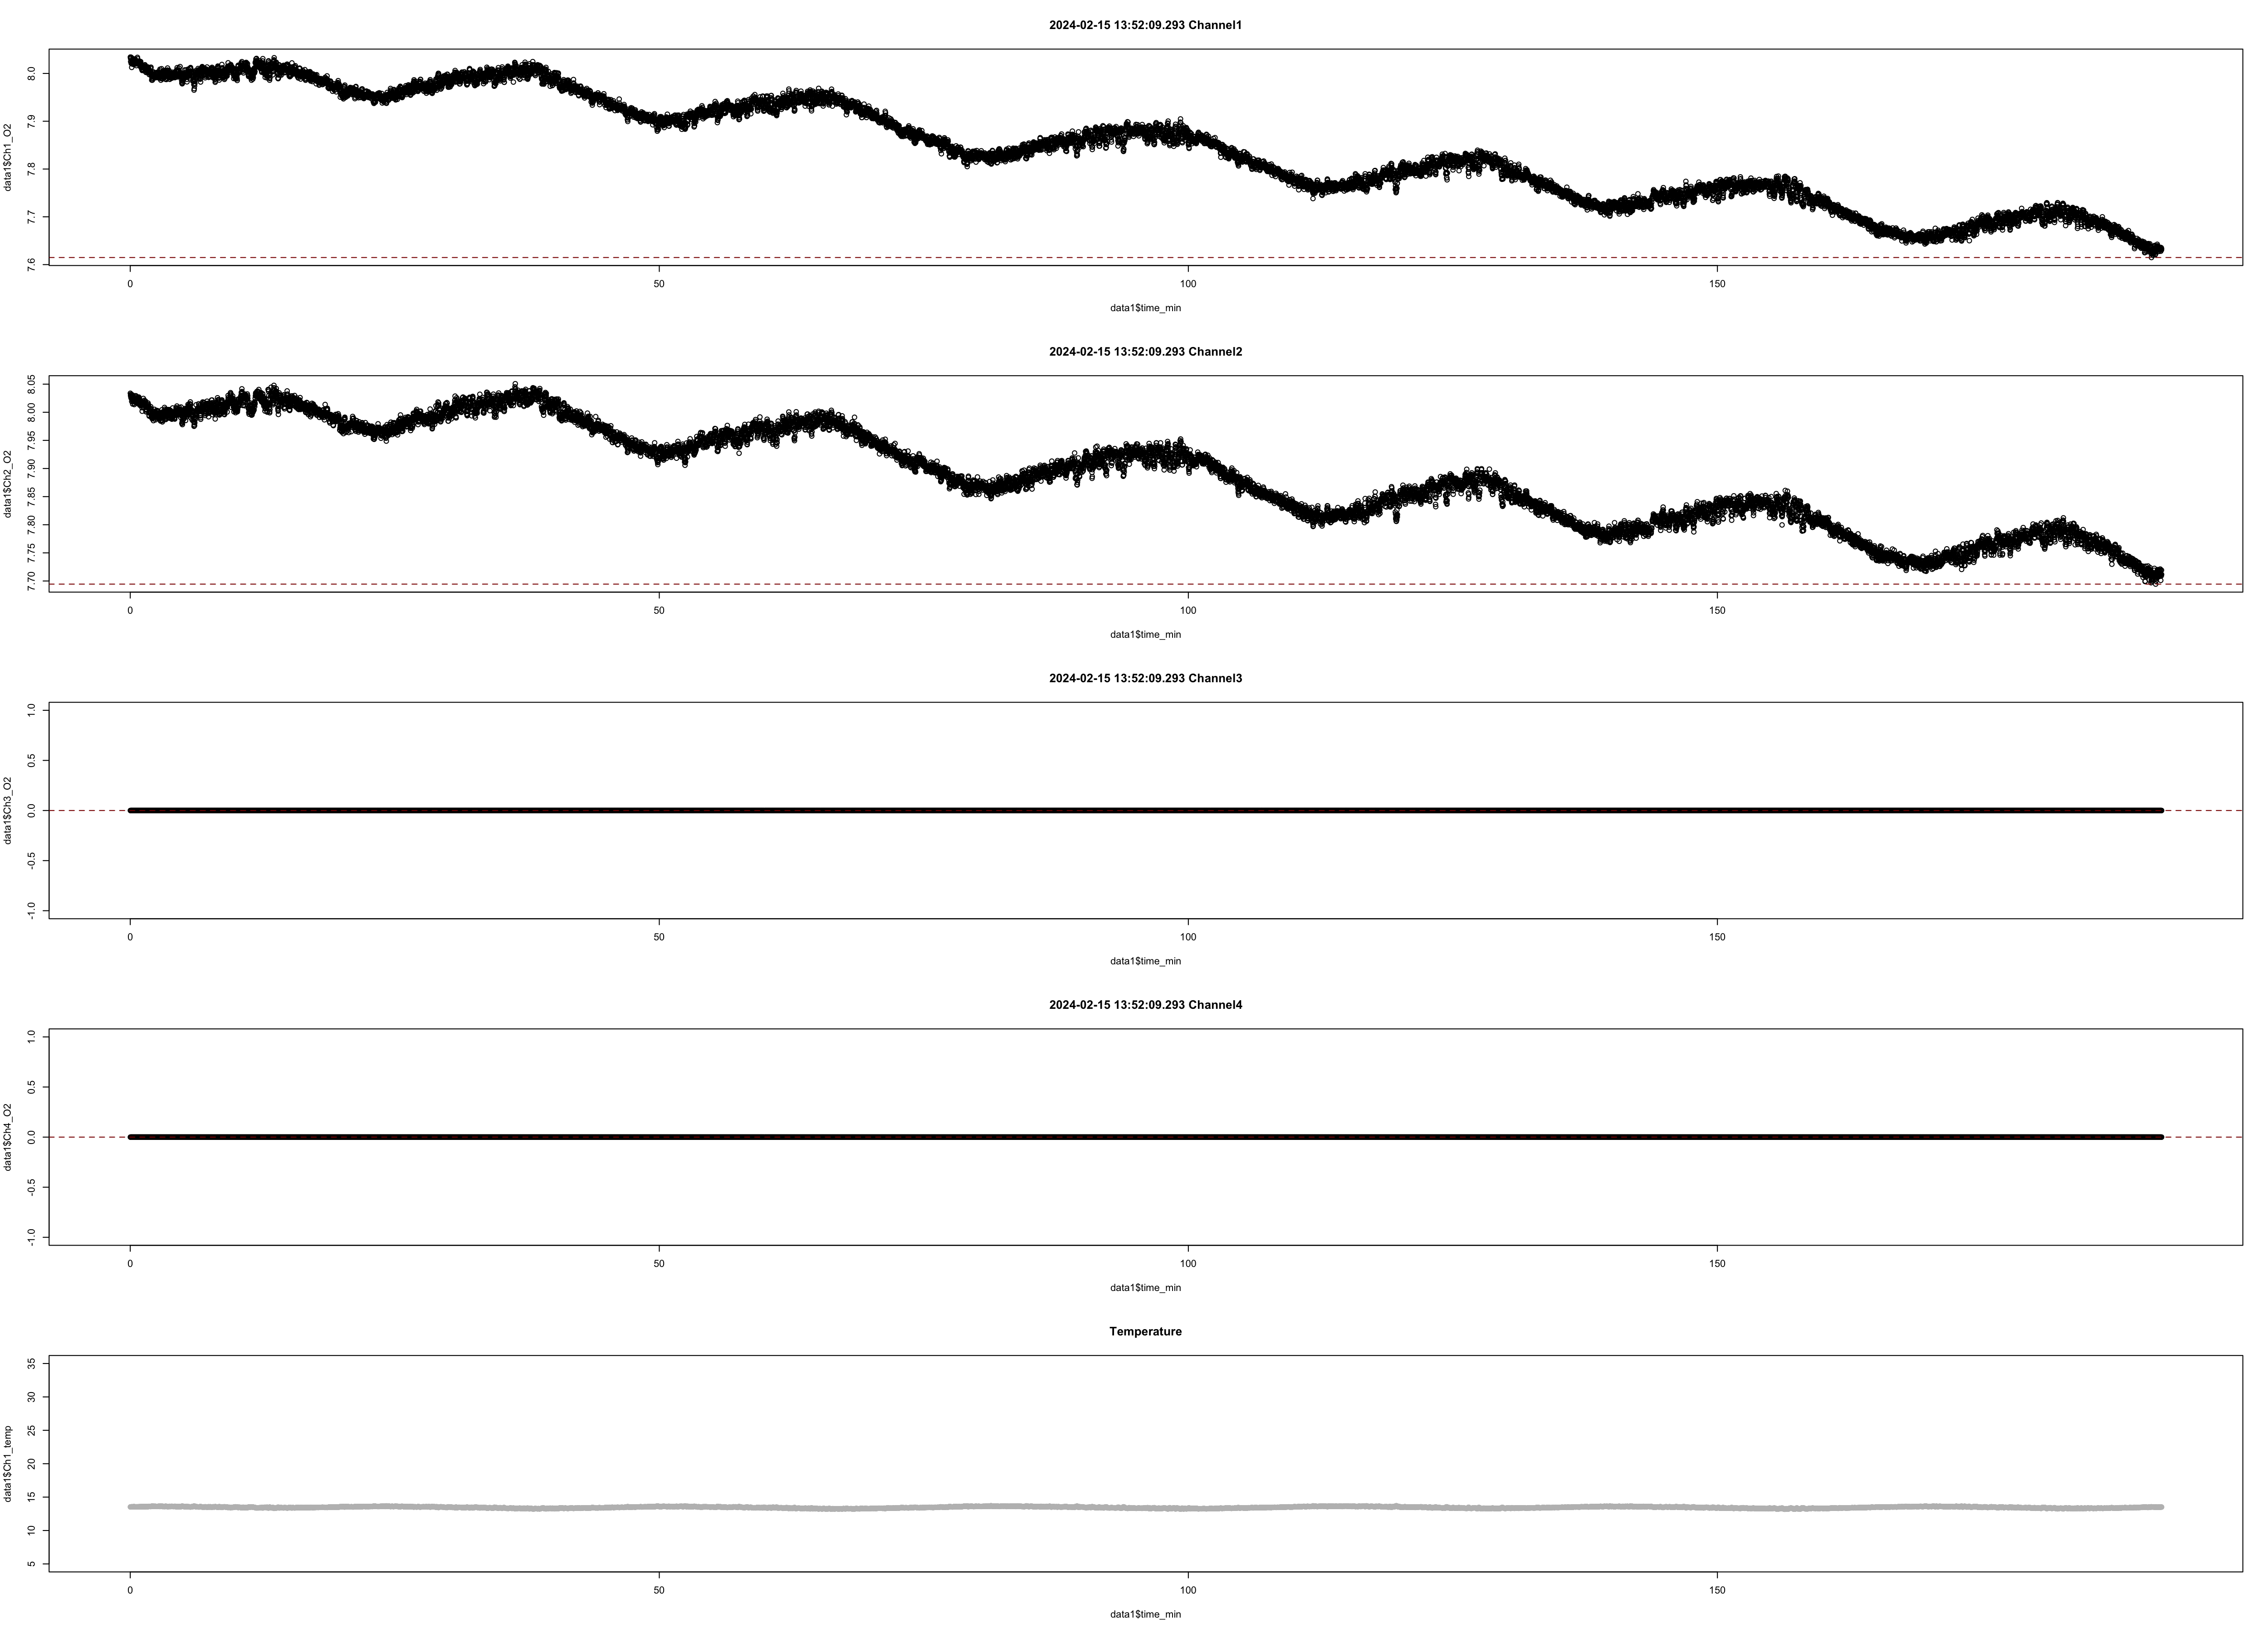 2024-02-15 13:52:09.293 Channel1
data1$Ch1_O2
8.0
7.9
7.8
7.7
7.6
0 50 100 150
data1$time_min
2024-02-15 13:52:09.293 Channel2
data1$Ch2_O2
8.05
8.00
7.95
7.90
7.85
7.80
7.75
7.70
0 50 100 150
data1$time_min
2024-02-15 13:52:09.293 Channel3
data1$Ch3_O2
1.0
0.5
0.0
-0.5
-1.0
0 50 100 150
data1$time_min
2024-02-15 13:52:09.293 Channel4
data1$Ch4_O2
1.0
0.5
0.0
-0.5
-1.0
0 50 100 150
data1$time_min
Temperature
data1$Ch1_temp
35
30
25
20
15
10
5
0 50 100 150
data1$time_min